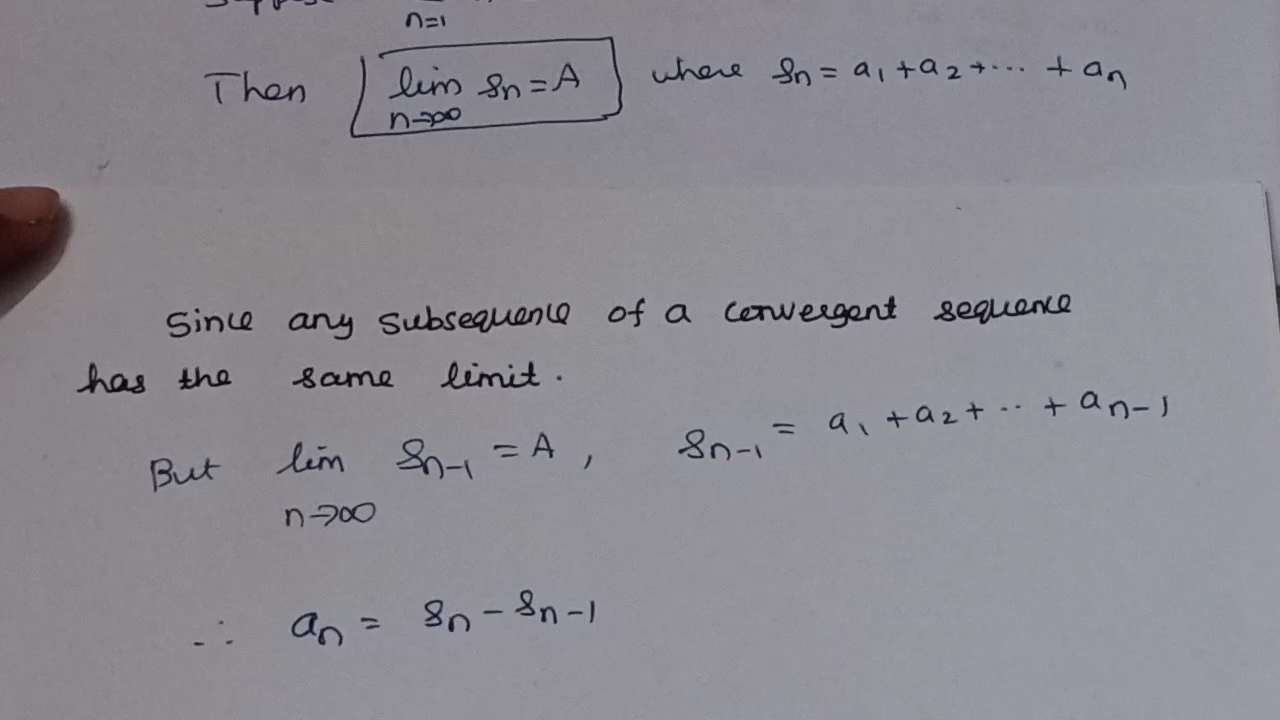 n=1
Then lim sn = A where sn = a1 + a2 + ... + an
n→∞
Since any subsequence of a convergent sequence
has the same limit.
But lim sn-1 = A, sn-1 = a1 + a2 + .. + an-1
n→∞
∴ an = sn - sn-1